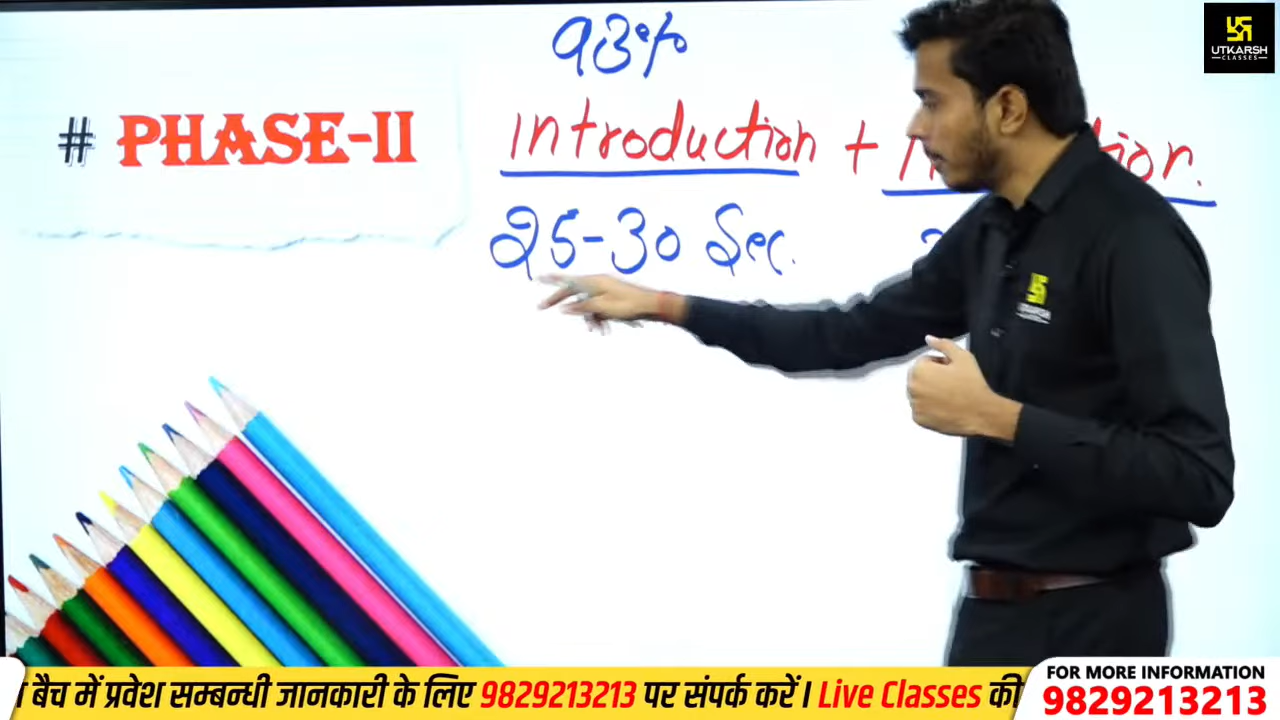 93%
UTKARSH
CLASSES
# PHASE-II
Introduction +
25-30 Sec.
UTKARSH
बैच में प्रवेश सम्बन्धी जानकारी के लिए 9829213213 पर संपर्क करें। Live Classes की
FOR MORE INFORMATION
9829213213